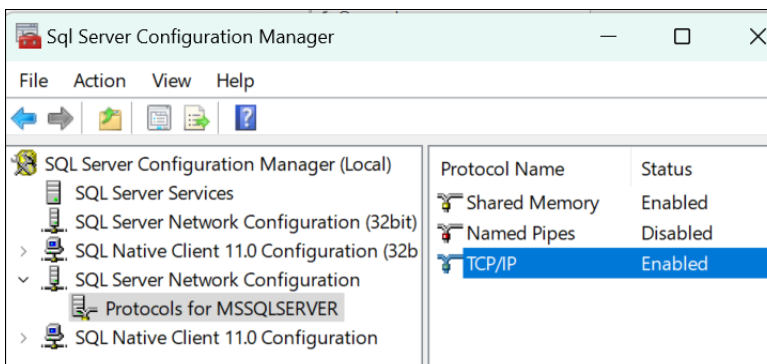 Sql Server Configuration Manager
File Action View Help
SQL Server Configuration Manager (Local)
SQL Server Services
SQL Server Network Configuration (32bit)
SQL Native Client 11.0 Configuration (32b
SQL Server Network Configuration
Protocols for MSSQLSERVER
SQL Native Client 11.0 Configuration
Protocol Name Status
Shared Memory Enabled
Named Pipes Disabled
TCP/IP Enabled